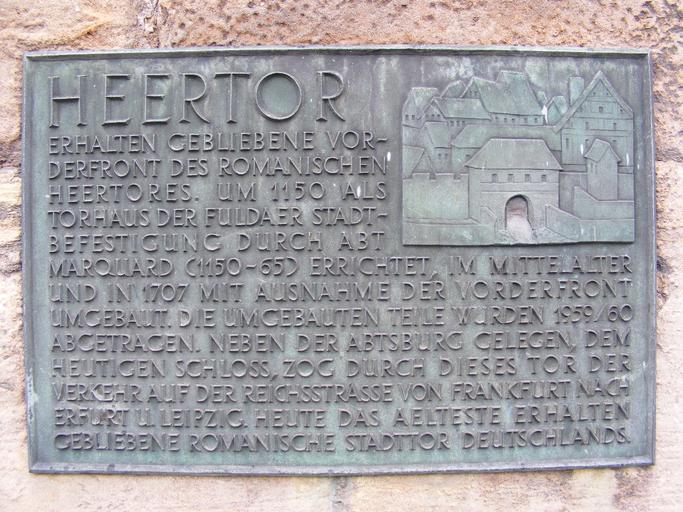 HEERTOR
ERHALTEN GEBLIEBENE VOR-
DERFRONT DES ROMANISCHEN
HEERTORES. UM 1150 ALS
TORHAUS DER FULDAER STADT-
BEFESTIGUNG DURCH ABT
MARQUARD (1150-65) ERRICHTET, IM MITTELALTER
UND IN 1707 MIT AUSNAHME DER VORDERFRONT
UMGEBAUT. DIE UMGEBAUTEN TEILE WURDEN 1959/60
ABGETRAGEN. NEBEN DER ABTSBURG GELEGEN, DEM
HEUTIGEN SCHLOSS, ZOG DURCH DIESES TOR DER
VERKEHR AUF DER REICHSSTRASSE VON FRANKFURT NACH
ERFURT U. LEIPZIG. HEUTE DAS AELTESTE ERHALTEN
GEBLIEBENE ROMANISCHE STADTTOR DEUTSCHLANDS.